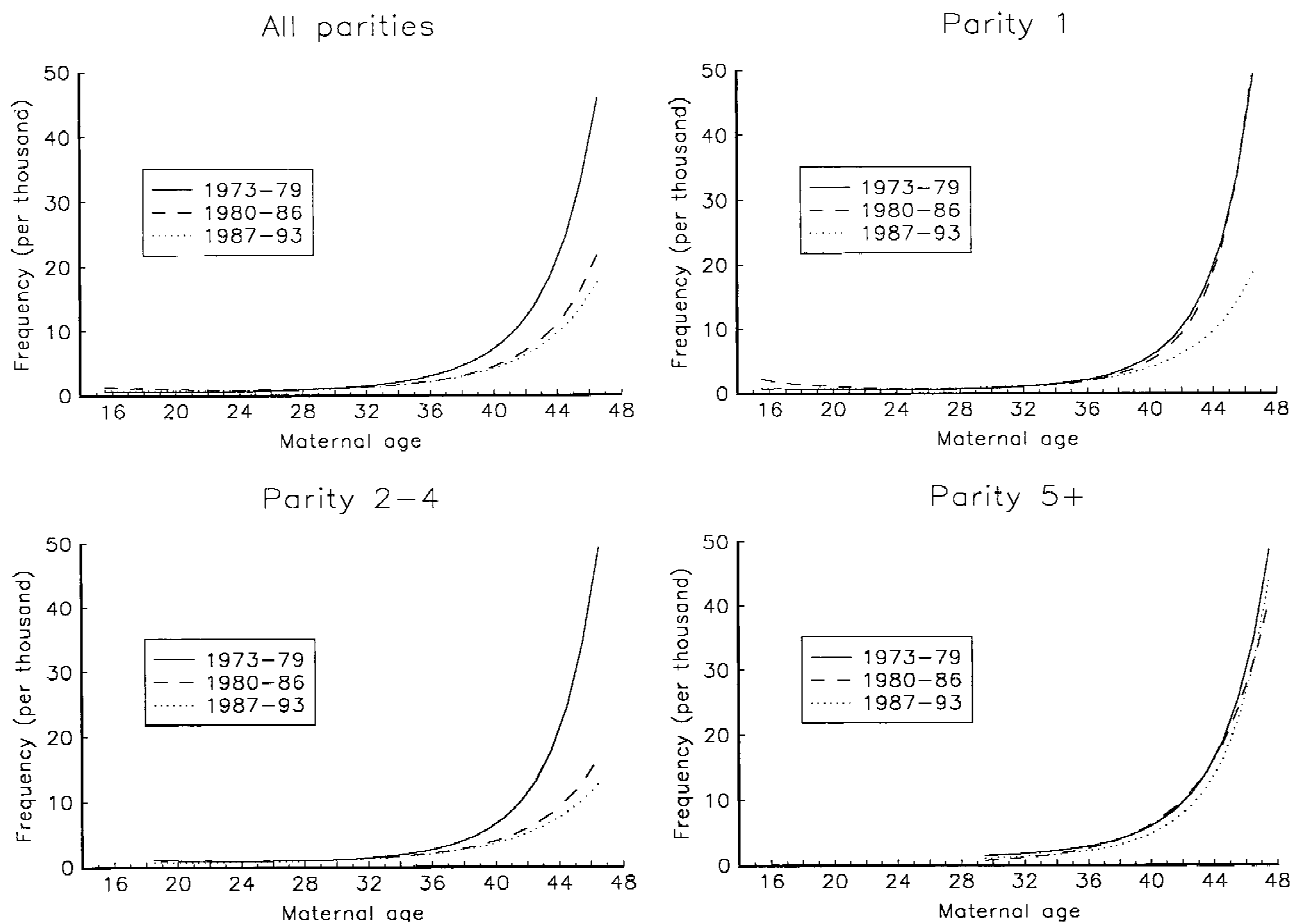 All parities
Frequency (per thousand)
50
40
30
20
10
0
1973-79
1980-86
1987-93
16 20 24 28 32 36 40 44 48
Maternal age
Parity 1
Frequency (per thousand)
50
40
30
20
10
0
1973-79
1980-86
1987-93
16 20 24 28 32 36 40 44 48
Maternal age
Parity 2-4
Frequency (per thousand)
50
40
30
20
10
0
1973-79
1980-86
1987-93
16 20 24 28 32 36 40 44 48
Maternal age
Parity 5+
Frequency (per thousand)
50
40
30
20
10
0
1973-79
1980-86
1987-93
16 20 24 28 32 36 40 44 48
Maternal age